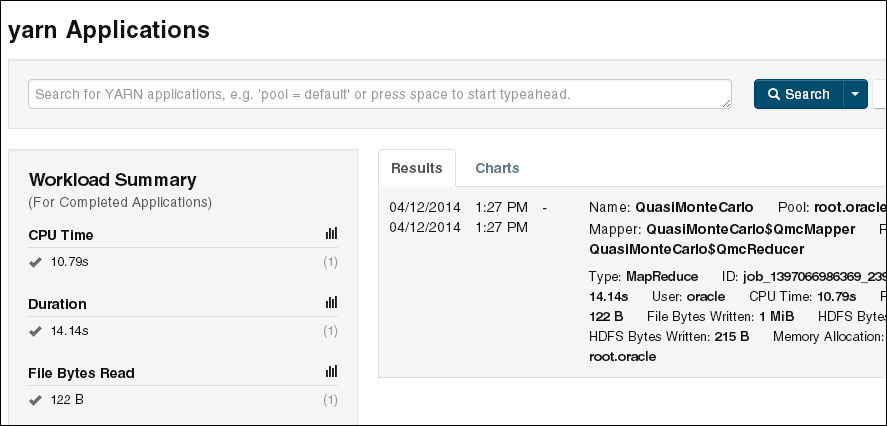 yarn Applications
Search for YARN applications, e.g. 'pool = default' or press space to start typeahead.
Search
Workload Summary
(For Completed Applications)
CPU Time
10.79s (1)
Duration
14.14s (1)
File Bytes Read
122 B (1)
Results Charts
04/12/2014 1:27 PM -
04/12/2014 1:27 PM
Name: QuasiMonteCarlo Pool: root.oracle
Mapper: QuasiMonteCarlo$QmcMapper
QuasiMonteCarlo$QmcReducer
Type: MapReduce ID: job_1397066986369_239
14.14s User: oracle CPU Time: 10.79s
122 B File Bytes Written: 1 MiB HDFS Bytes
HDFS Bytes Written: 215 B Memory Allocation:
root.oracle